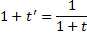 1 + t′ = 1/(1 + t)